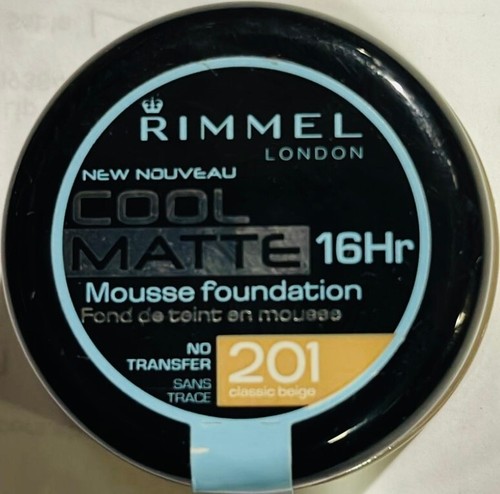 RIMMEL
LONDON
NEW NOUVEAU
COOL
MATTE 16Hr
Mousse foundation
Fond de teint en mousse
NO
TRANSFER
SANS
TRACE
201
classic beige